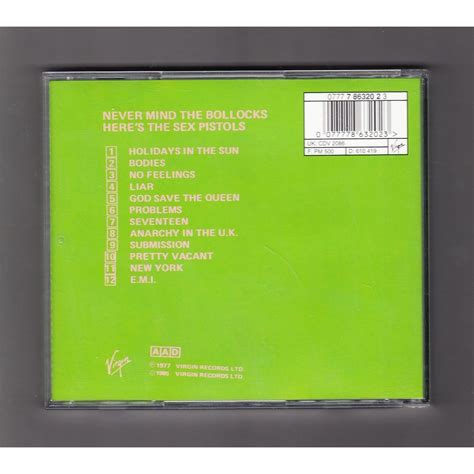 0777 7 86320 2 3
0 077778 632023 >
UK: CDV 2086
F: PM 500 D: 610 419
Virgin
NEVER MIND THE BOLLOCKS
HERE'S THE SEX PISTOLS
1 HOLIDAYS IN THE SUN
2 BODIES
3 NO FEELINGS
4 LIAR
5 GOD SAVE THE QUEEN
6 PROBLEMS
7 SEVENTEEN
8 ANARCHY IN THE U.K.
9 SUBMISSION
10 PRETTY VACANT
11 NEW YORK
12 E.M.I.
Virgin
AAD
℗ 1977 VIRGIN RECORDS LTD.
© 1985 VIRGIN RECORDS LTD.